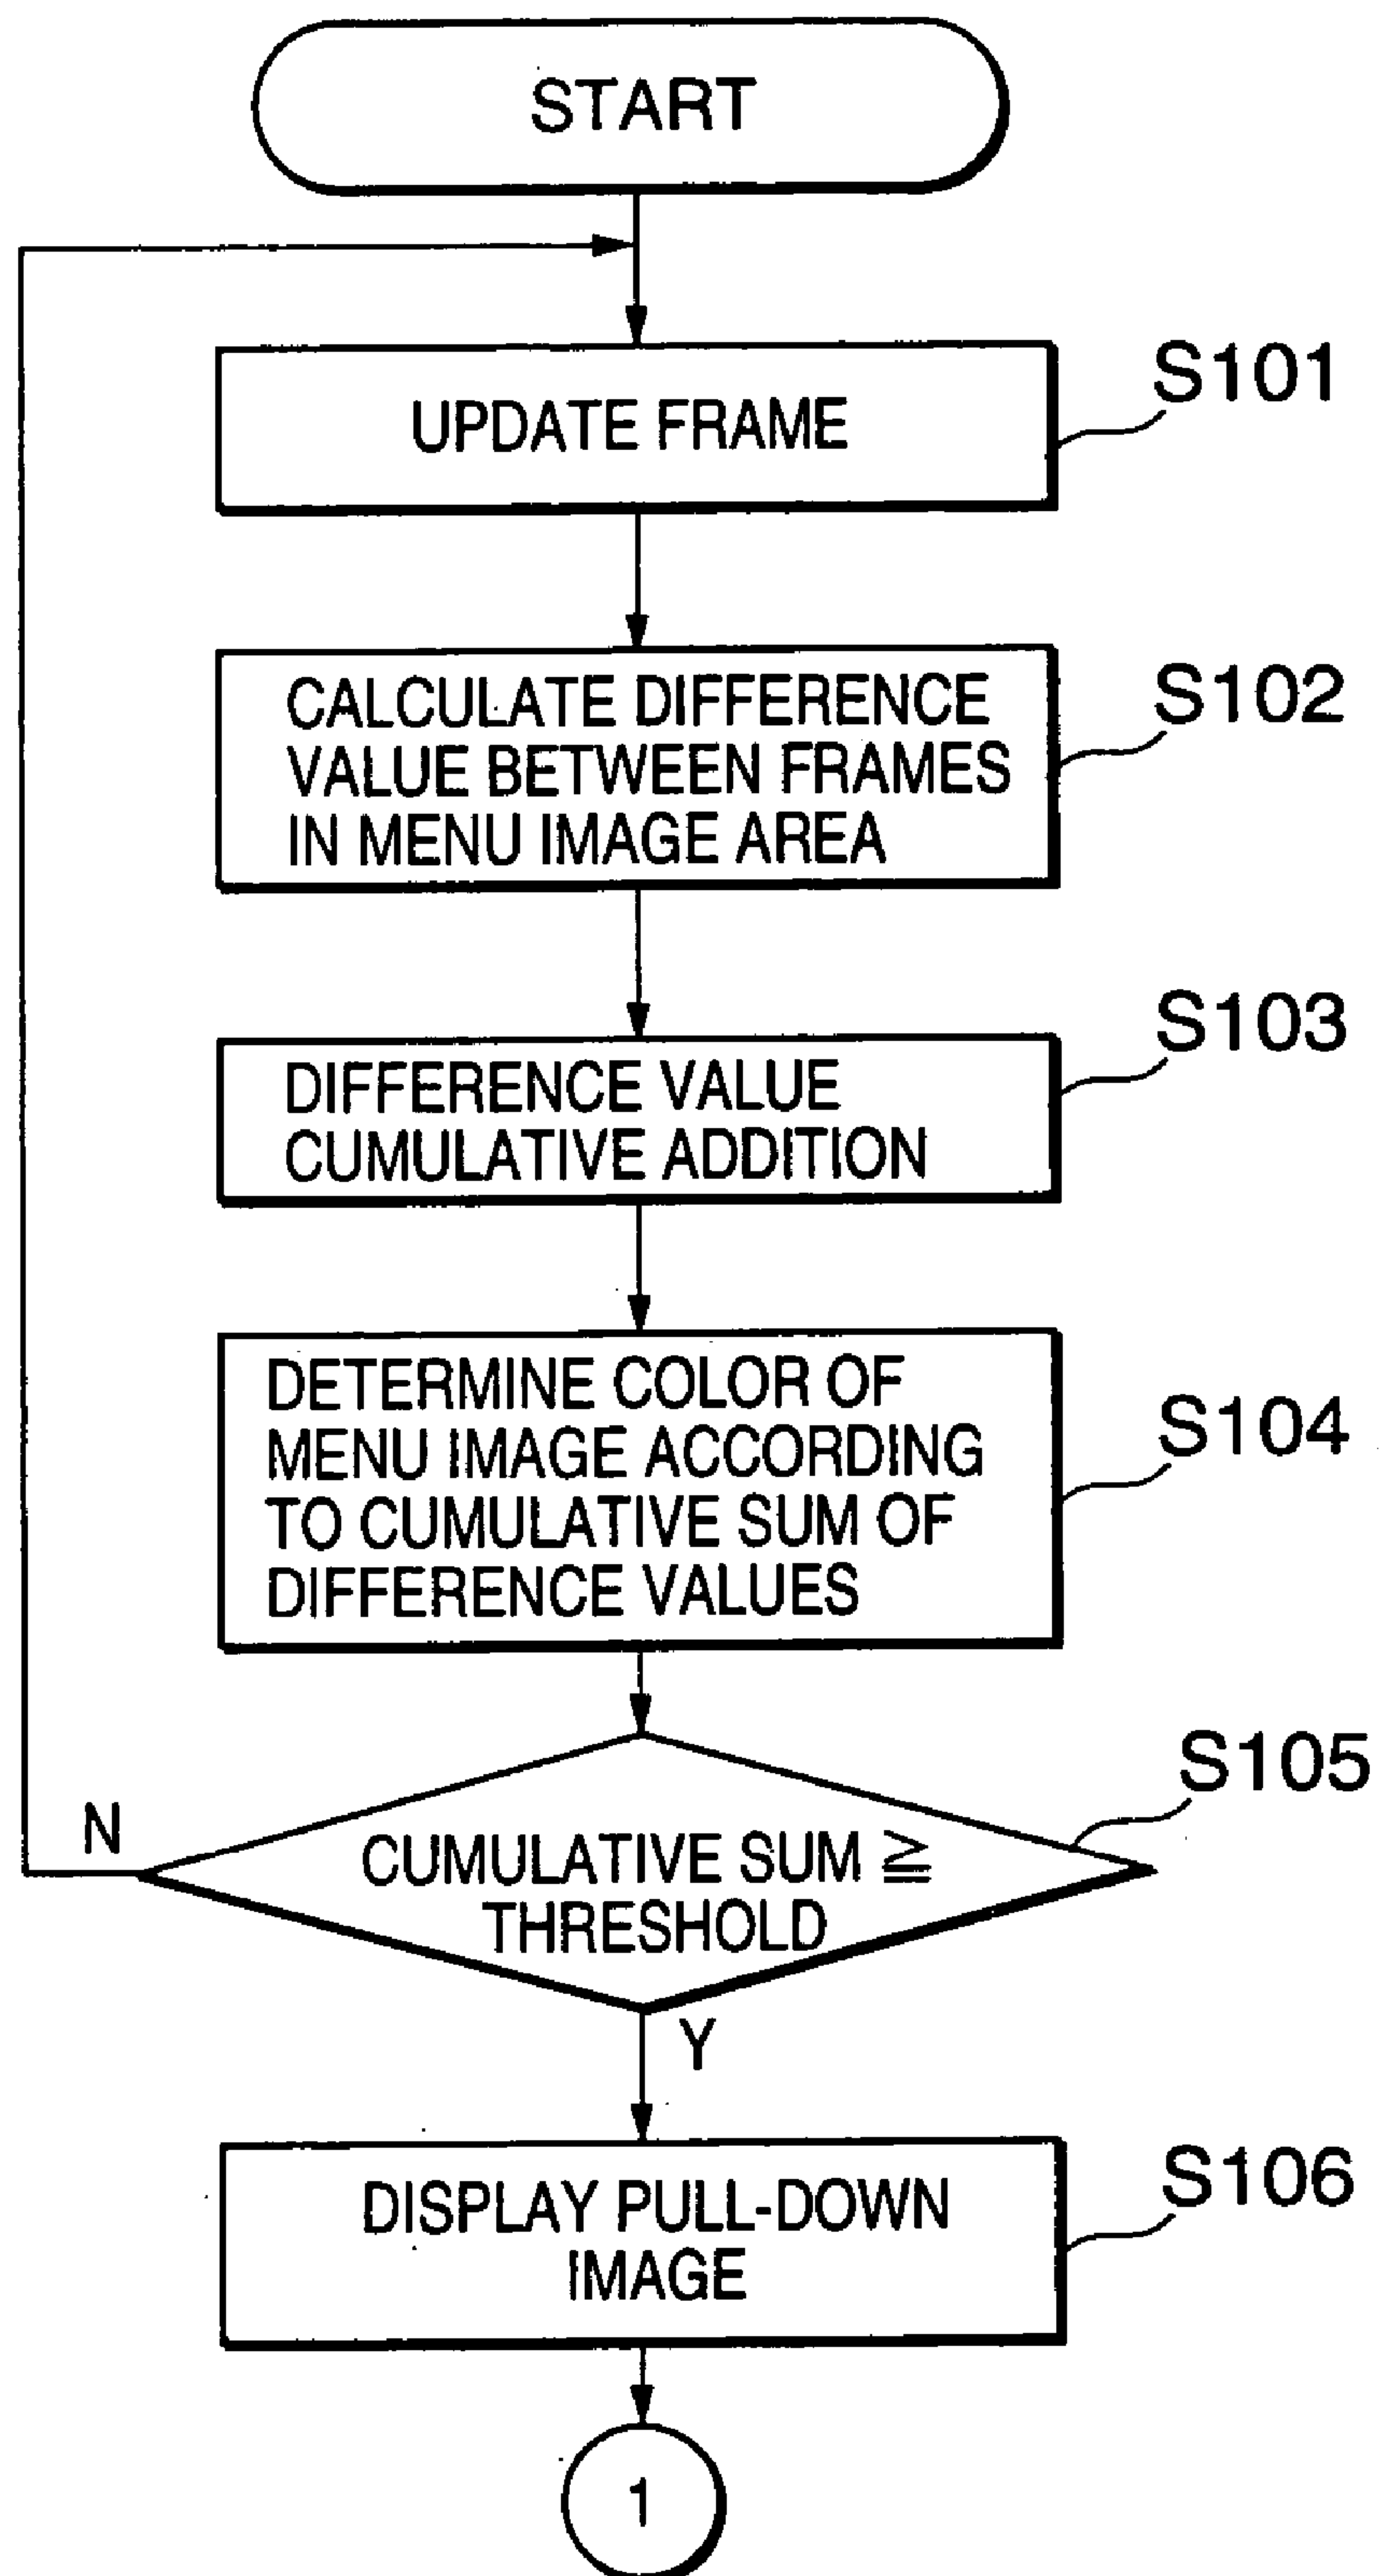 START
UPDATE FRAME
S101
CALCULATE DIFFERENCE
VALUE BETWEEN FRAMES
IN MENU IMAGE AREA
S102
DIFFERENCE VALUE
CUMULATIVE ADDITION
S103
DETERMINE COLOR OF
MENU IMAGE ACCORDING
TO CUMULATIVE SUM OF
DIFFERENCE VALUES
S104
CUMULATIVE SUM ≧
THRESHOLD
S105
N
Y
DISPLAY PULL-DOWN
IMAGE
S106
1